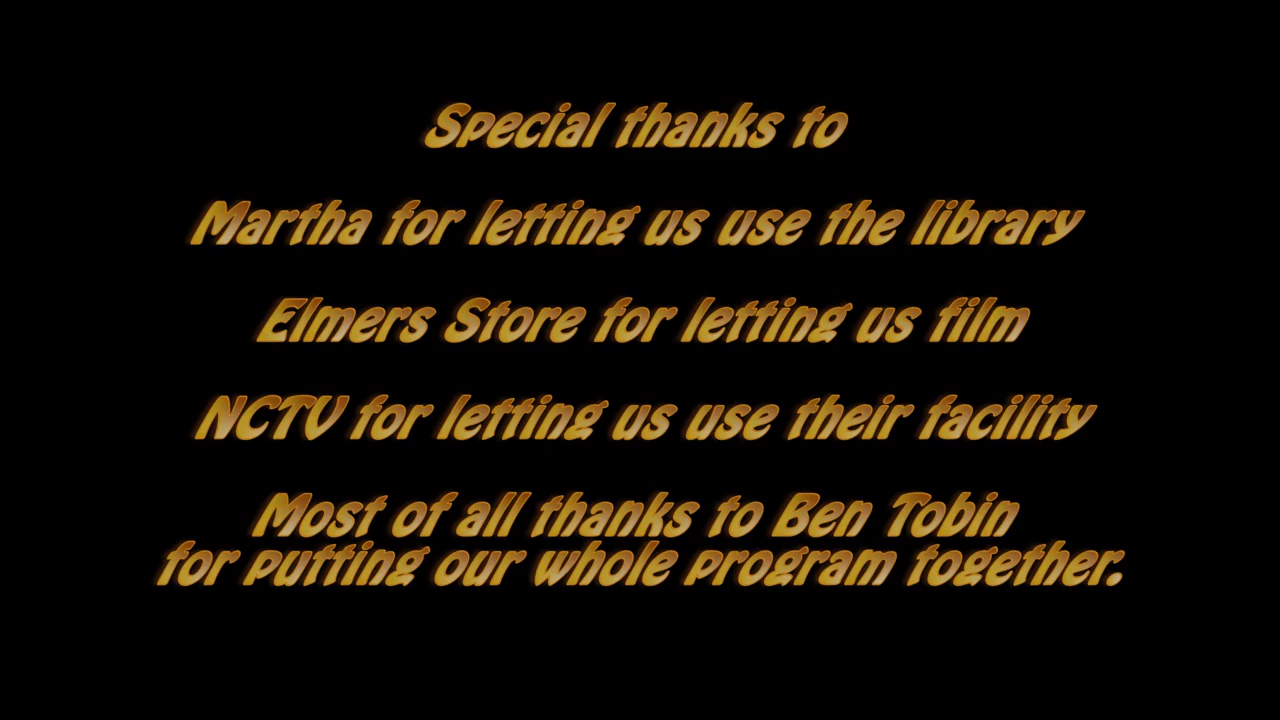 Special thanks to
Martha for letting us use the library
Elmers Store for letting us film
NCTV for letting us use their facility
Most of all thanks to Ben Tobin
for putting our whole program together.